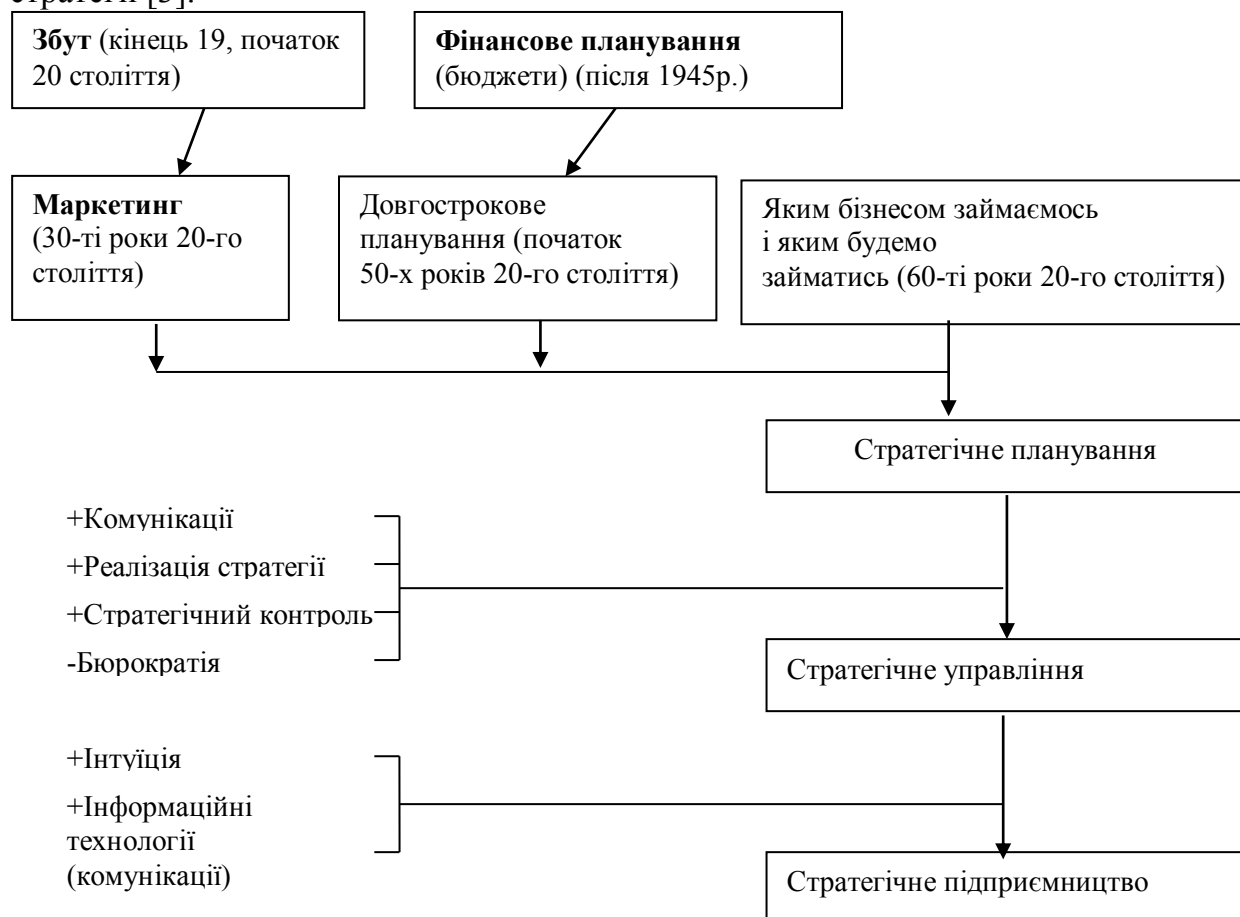 стратегії [3].
Збут (кінець 19, початок
20 століття)
Фінансове планування
(бюджети) (після 1945р.)
Маркетинг
(30-ті роки 20-го
століття)
Довгострокове
планування (початок
50-х років 20-го століття)
Яким бізнесом займаємось
і яким будемо
займатись (60-ті роки 20-го століття)
Стратегічне планування
+Комунікації
+Реалізація стратегії
+Стратегічний контроль
-Бюрократія
Стратегічне управління
+Інтуїція
+Інформаційні
технології
(комунікації)
Стратегічне підприємництво